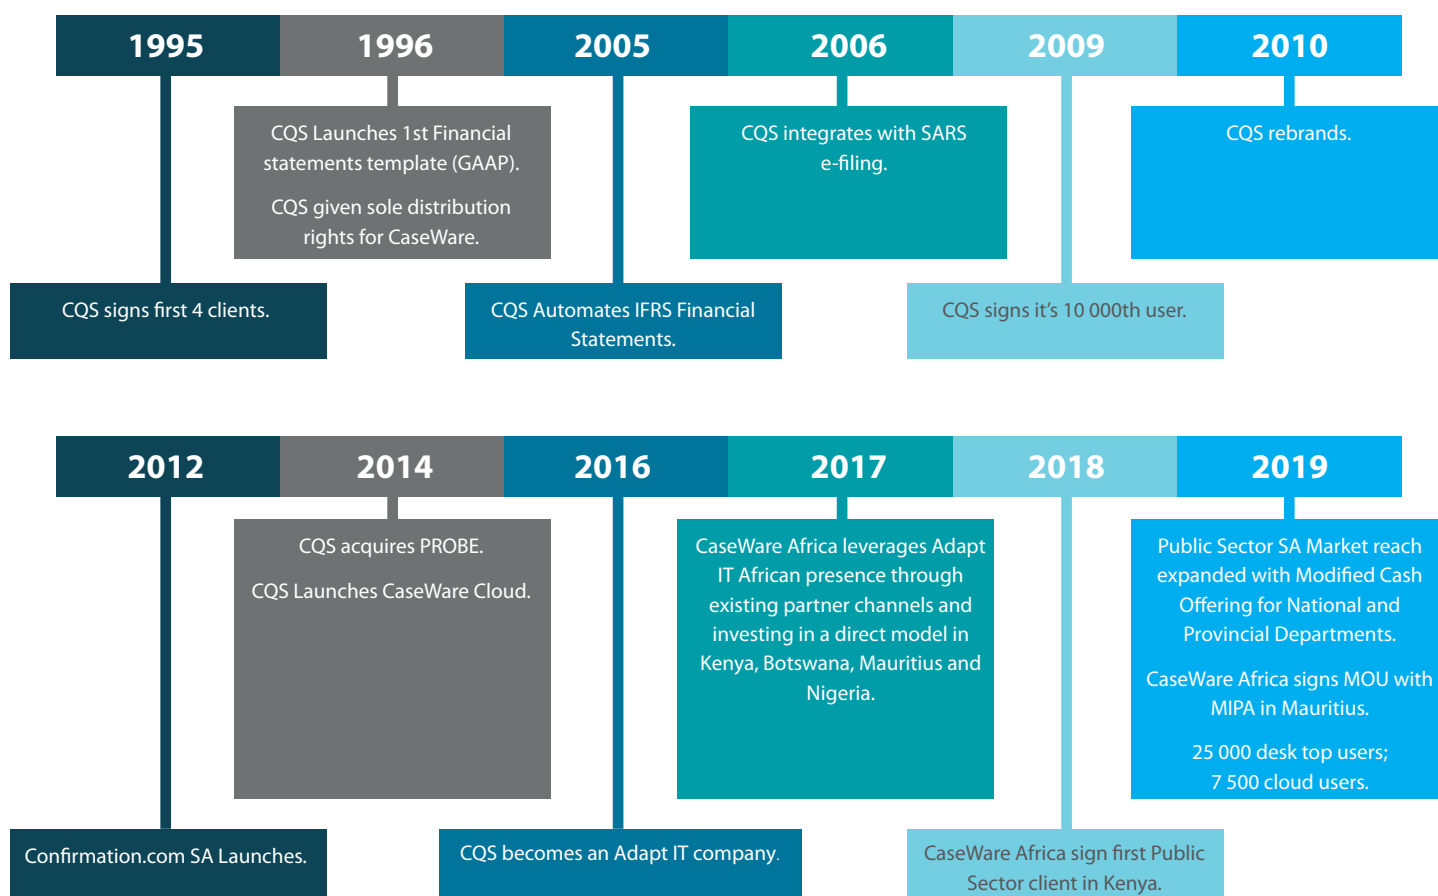 1995
1996
2005
2006
2009
2010
CQS Launches 1st Financial
statements template (GAAP).
CQS given sole distribution
rights for CaseWare.
CQS integrates with SARS
e-filing.
CQS rebrands.
CQS signs first 4 clients.
CQS Automates IFRS Financial
Statements.
CQS signs it's 10 000th user.
2012
2014
2016
2017
2018
2019
CQS acquires PROBE.
CQS Launches CaseWare Cloud.
CaseWare Africa leverages Adapt
IT African presence through
existing partner channels and
investing in a direct model in
Kenya, Botswana, Mauritius and
Nigeria.
Public Sector SA Market reach
expanded with Modified Cash
Offering for National and
Provincial Departments.
CaseWare Africa signs MOU with
MIPA in Mauritius.
25 000 desk top users;
7 500 cloud users.
Confirmation.com SA Launches.
CQS becomes an Adapt IT company.
CaseWare Africa sign first Public
Sector client in Kenya.